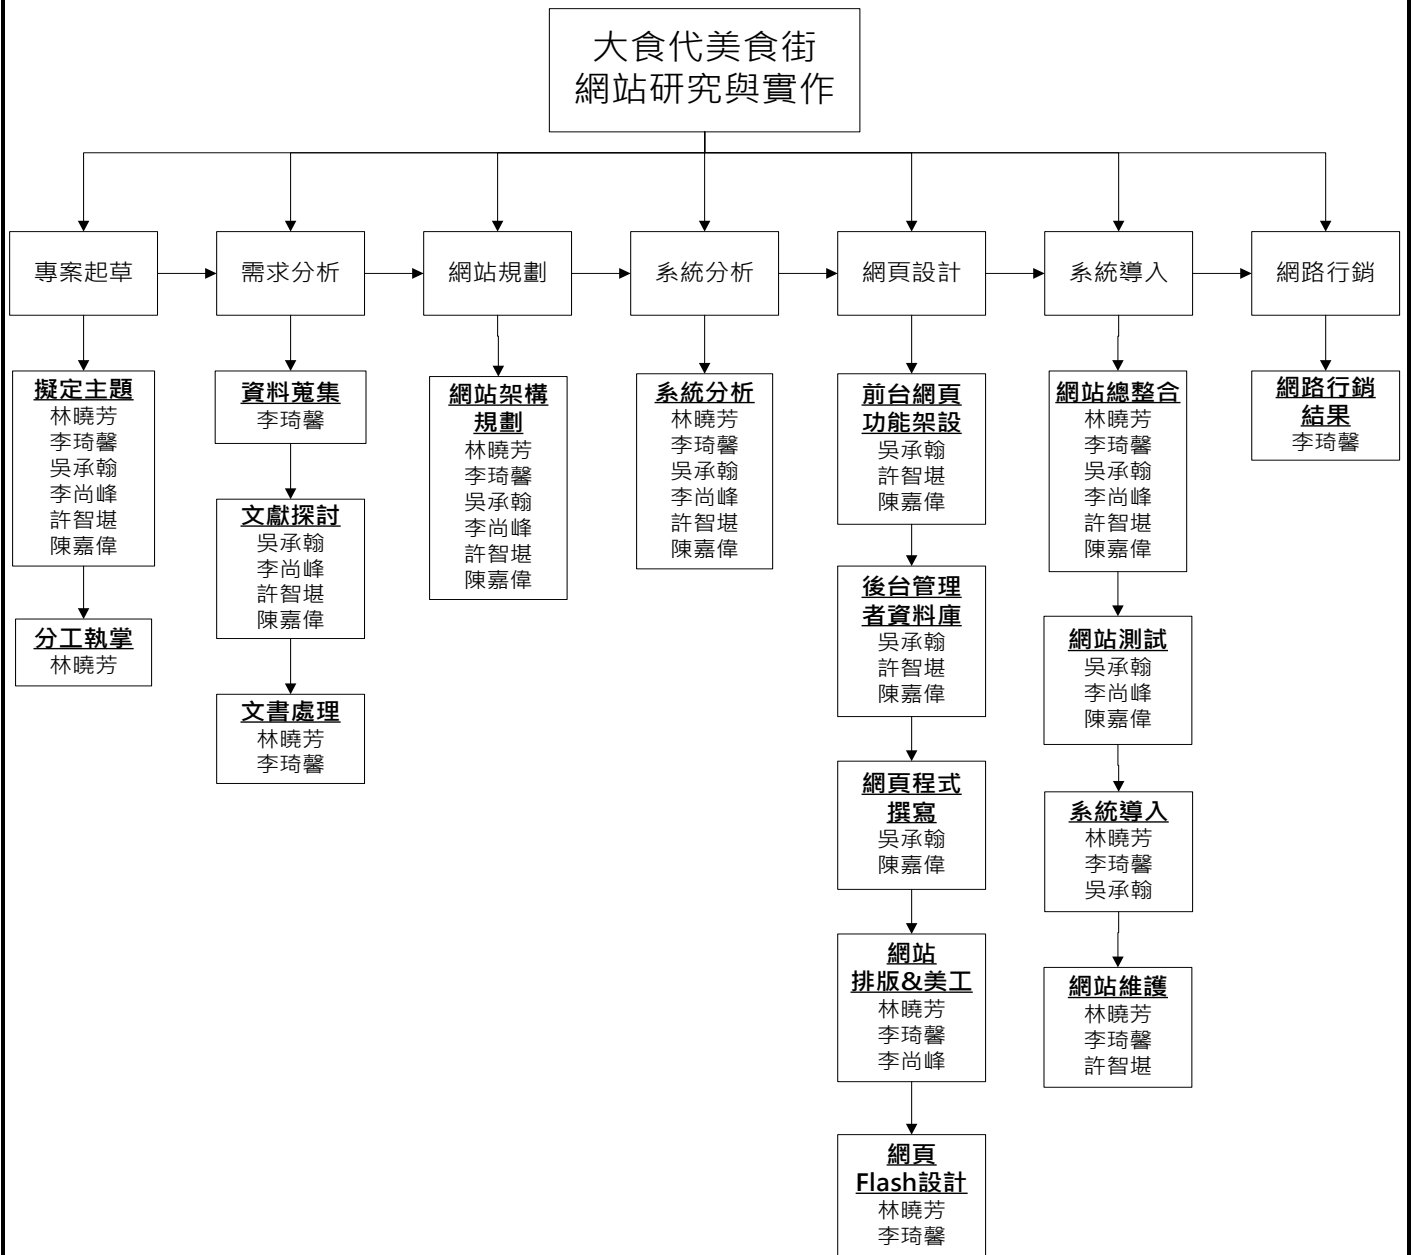 大食代美食街
網站研究與實作
專案起草
需求分析
網站規劃
系統分析
網頁設計
系統導入
網路行銷
擬定主題
林曉芳
李琦馨
吳承翰
李尚峰
許智堪
陳嘉偉
分工執掌
林曉芳
資料蒐集
李琦馨
文獻探討
吳承翰
李尚峰
許智堪
陳嘉偉
文書處理
林曉芳
李琦馨
網站架構
規劃
林曉芳
李琦馨
吳承翰
李尚峰
許智堪
陳嘉偉
系統分析
林曉芳
李琦馨
吳承翰
李尚峰
許智堪
陳嘉偉
前台網頁
功能架設
吳承翰
許智堪
陳嘉偉
後台管理
者資料庫
吳承翰
許智堪
陳嘉偉
網頁程式
撰寫
吳承翰
陳嘉偉
網站
排版&美工
林曉芳
李琦馨
李尚峰
網頁
Flash設計
林曉芳
李琦馨
網站總整合
林曉芳
李琦馨
吳承翰
李尚峰
許智堪
陳嘉偉
網站測試
吳承翰
李尚峰
陳嘉偉
系統導入
林曉芳
李琦馨
吳承翰
網站維護
林曉芳
李琦馨
許智堪
網路行銷
結果
李琦馨